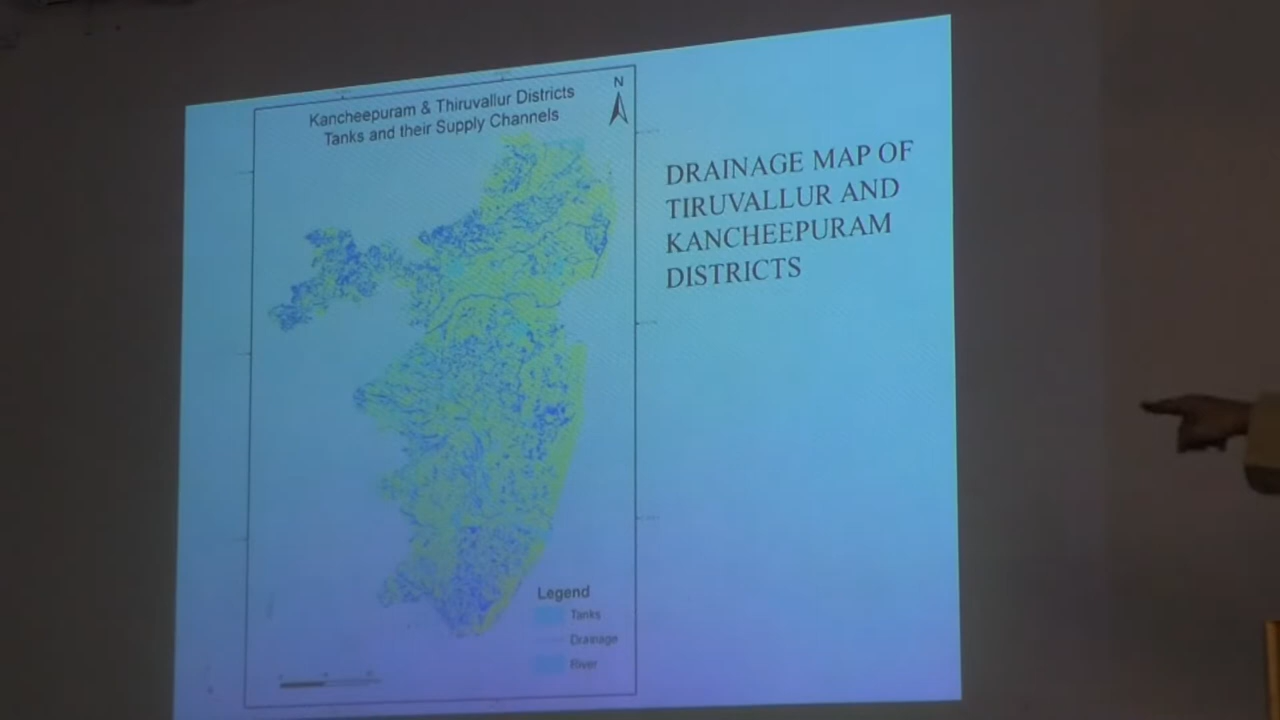 Kancheepuram & Thiruvallur Districts
Tanks and their Supply Channels
N
DRAINAGE MAP OF
TIRUVALLUR AND
KANCHEEPURAM
DISTRICTS
Legend
Tanks
Drainage
River